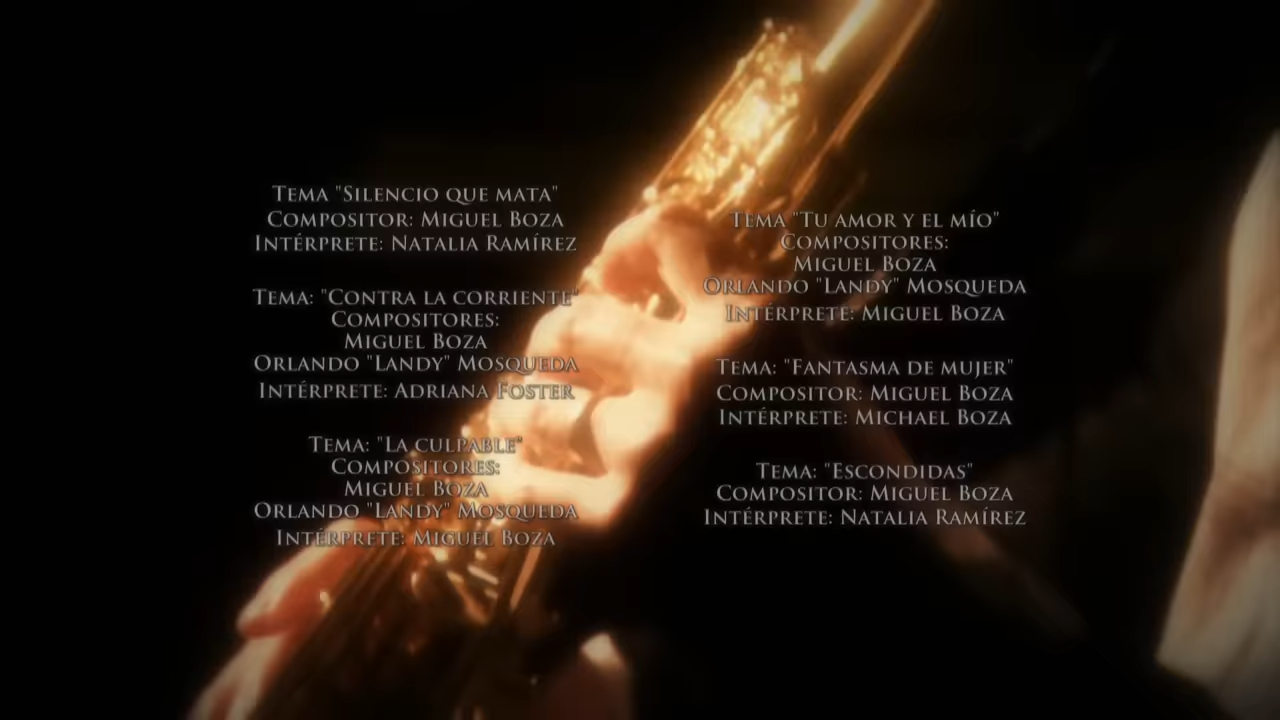 Tema "Silencio que mata"
Compositor: Miguel Boza
Intérprete: Natalia Ramírez
Tema: "Contra la corriente"
Compositores:
Miguel Boza
Orlando "Landy" Mosqueda
Intérprete: Adriana Foster
Tema: "La culpable"
Compositores:
Miguel Boza
Orlando "Landy" Mosqueda
Intérprete: Miguel Boza
Tema "Tu amor y el mío"
Compositores:
Miguel Boza
Orlando "Landy" Mosqueda
Intérprete: Miguel Boza
Tema: "Fantasma de mujer"
Compositor: Miguel Boza
Intérprete: Michael Boza
Tema: "Escondidas"
Compositor: Miguel Boza
Intérprete: Natalia Ramírez